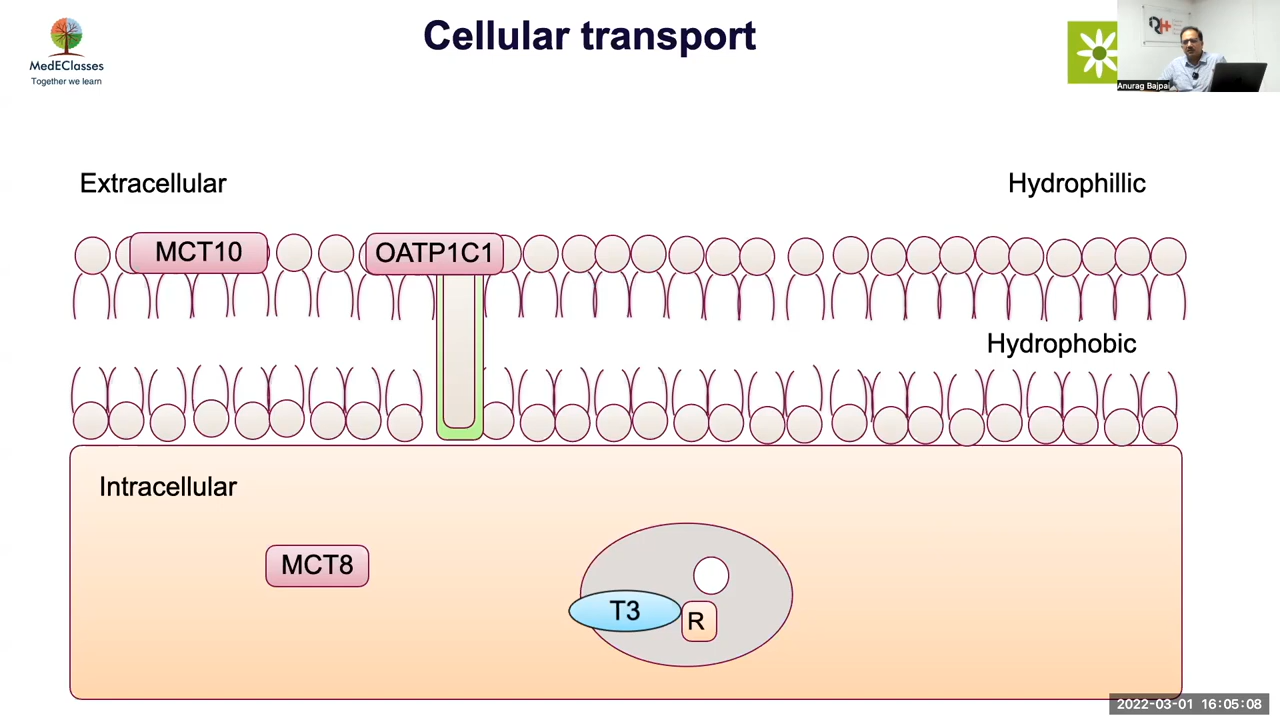 Cellular transport
MedEClasses
Together we learn
Anurag Bajpai
Extracellular
Hydrophillic
MCT10
OATP1C1
Hydrophobic
Intracellular
MCT8
T3
R
2022-03-01 16:05:08